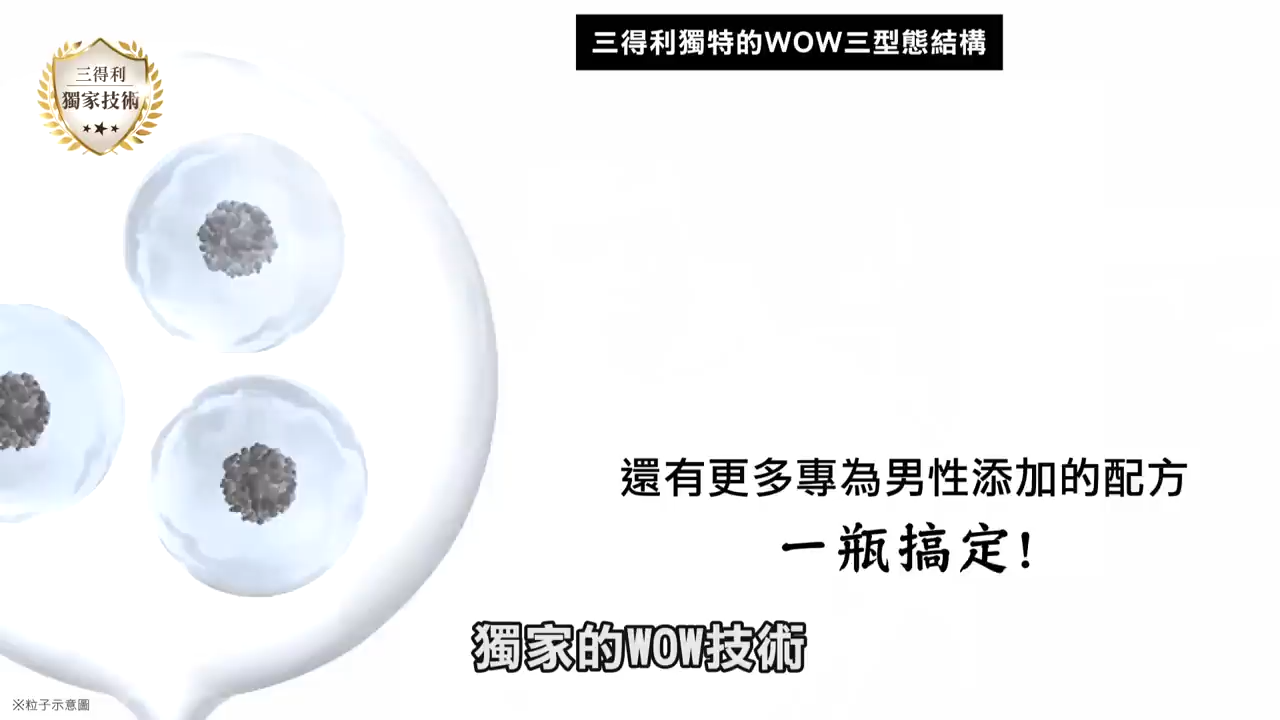 三得利獨特的WOW三型態結構
三得利
獨家技術
還有更多專為男性添加的配方
一瓶搞定!
獨家的WOW技術
※粒子示意圖